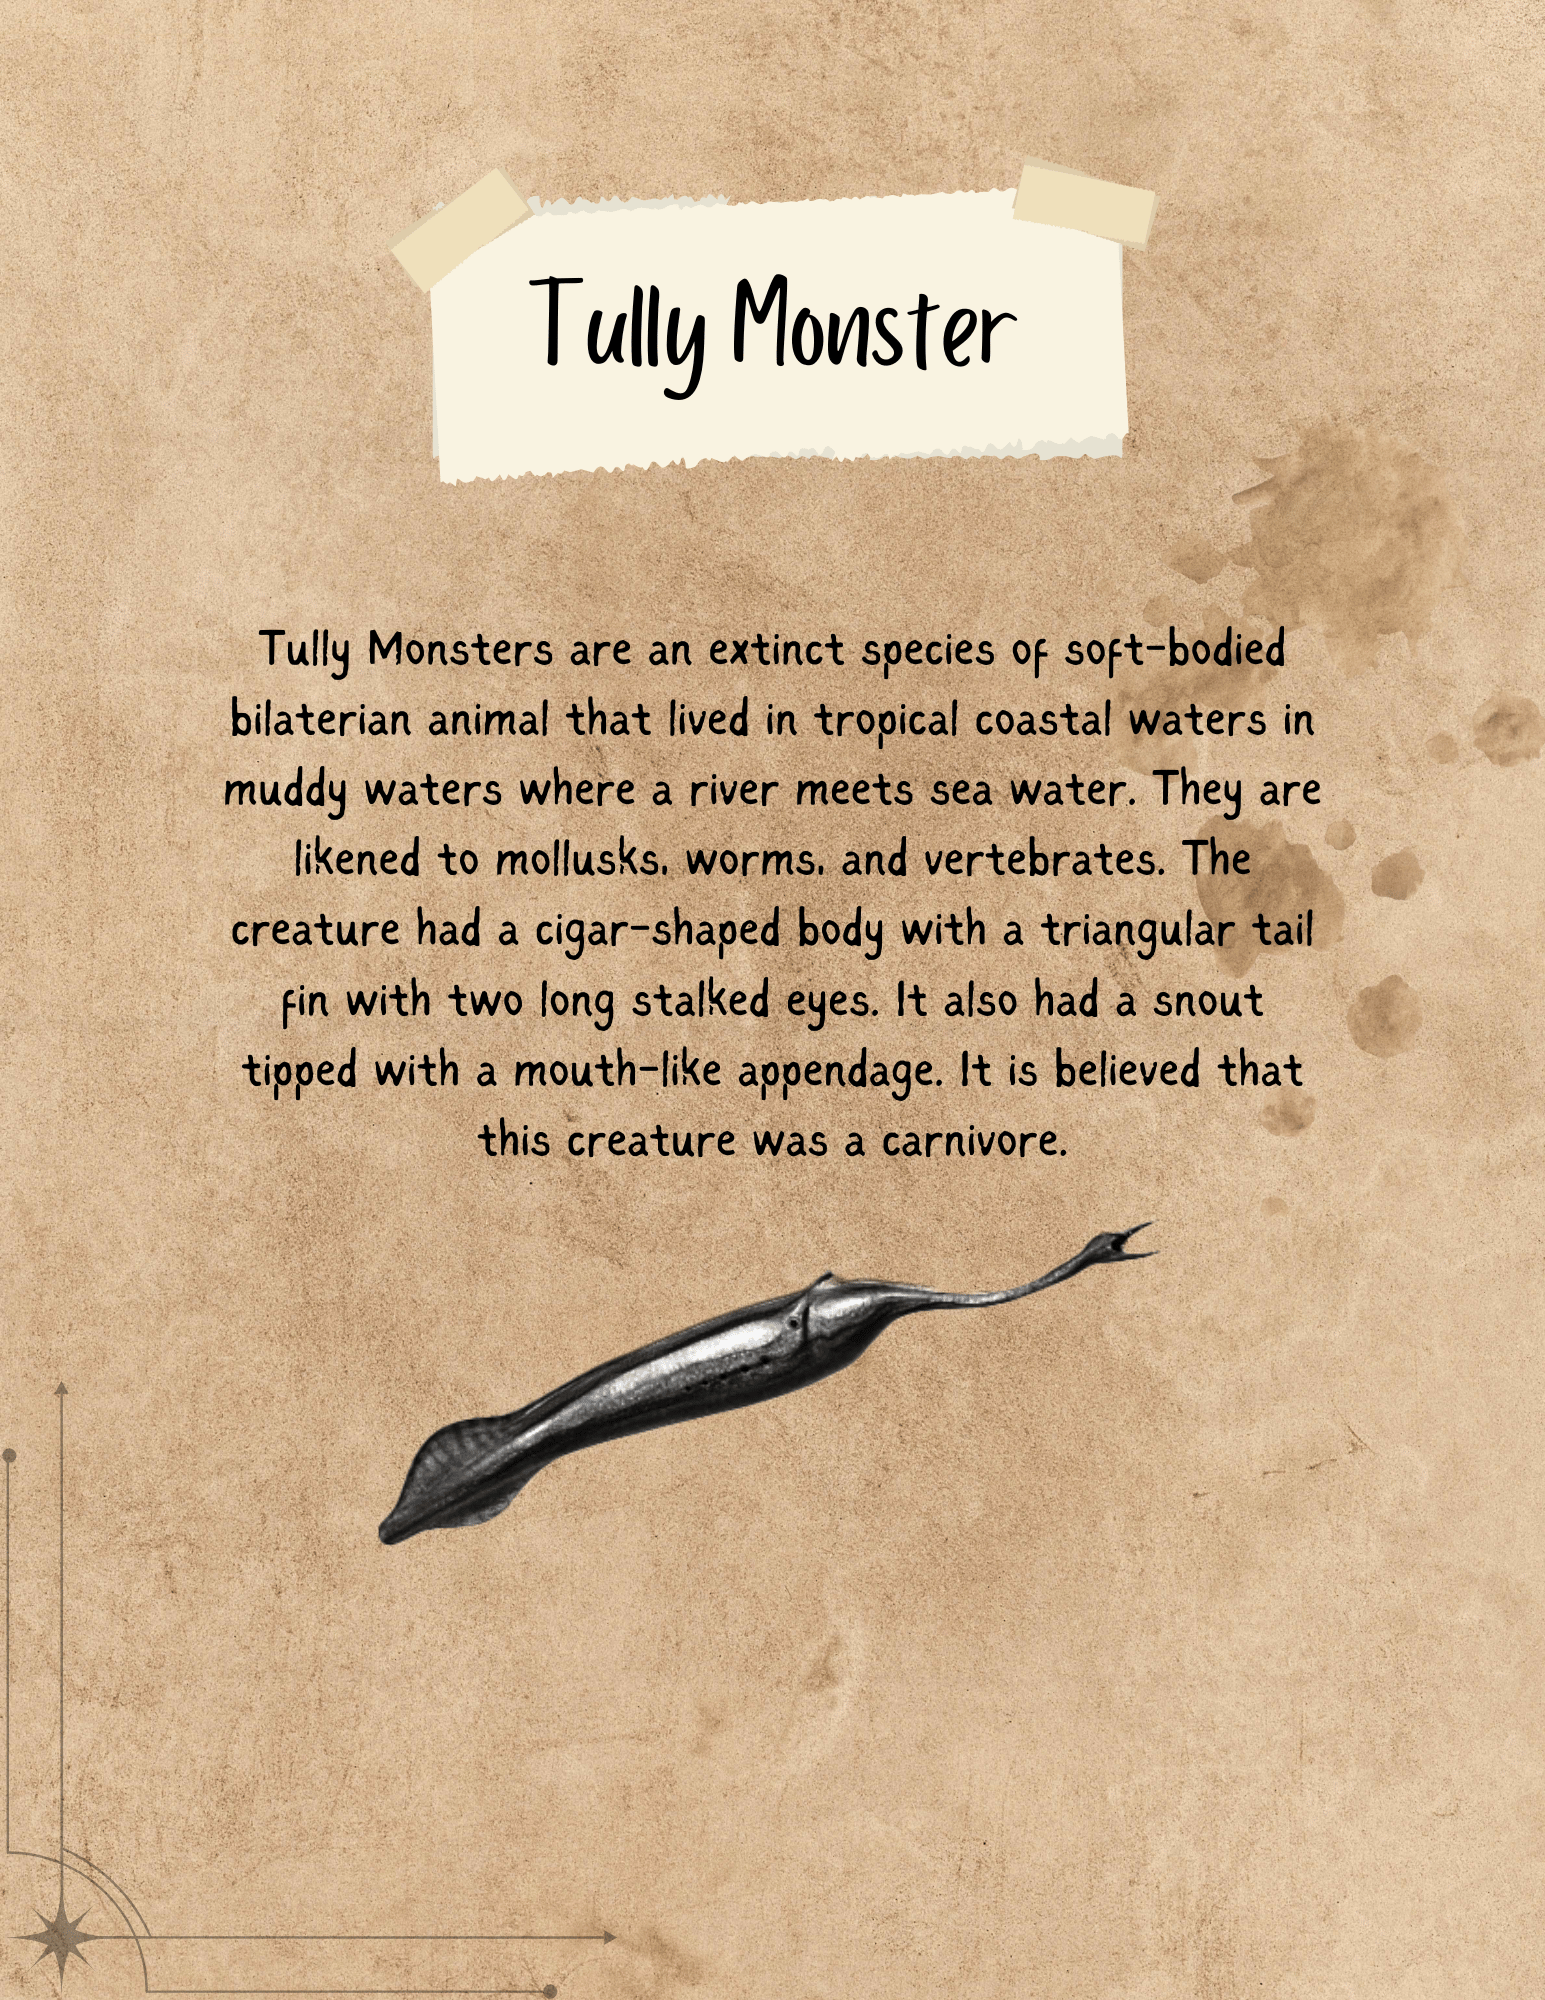 Tully Monster
Tully Monsters are an extinct species of soft-bodied
bilaterian animal that lived in tropical coastal waters in
muddy waters where a river meets sea water. They are
likened to mollusks, worms, and vertebrates. The
creature had a cigar-shaped body with a triangular tail
fin with two long stalked eyes. It also had a snout
tipped with a mouth-like appendage. It is believed that
this creature was a carnivore.